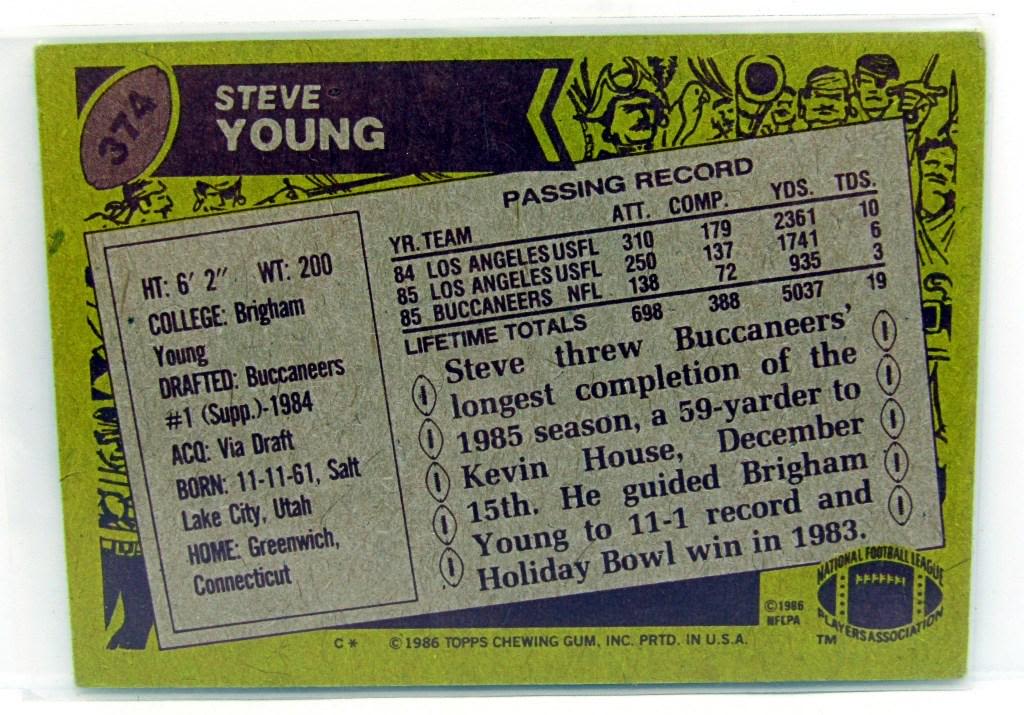 374
STEVE
YOUNG
HT: 6' 2" WT: 200
COLLEGE: Brigham
Young
DRAFTED: Buccaneers
#1 (Supp.)-1984
ACQ: Via Draft
BORN: 11-11-61, Salt
Lake City, Utah
HOME: Greenwich,
Connecticut
PASSING RECORD
YR. TEAM ATT. COMP. YDS. TDS.
84 LOS ANGELES USFL 310 179 2361 10
85 LOS ANGELES USFL 250 137 1741 6
85 BUCCANEERS NFL 138 72 935 3
LIFETIME TOTALS 698 388 5037 19
Steve threw Buccaneers'
longest completion of the
1985 season, a 59-yarder to
Kevin House, December
15th. He guided Brigham
Young to 11-1 record and
Holiday Bowl win in 1983.
©1986
NFLPA
NATIONAL FOOTBALL LEAGUE
PLAYERS ASSOCIATION
TM
C * © 1986 TOPPS CHEWING GUM, INC. PRTD. IN U.S.A.